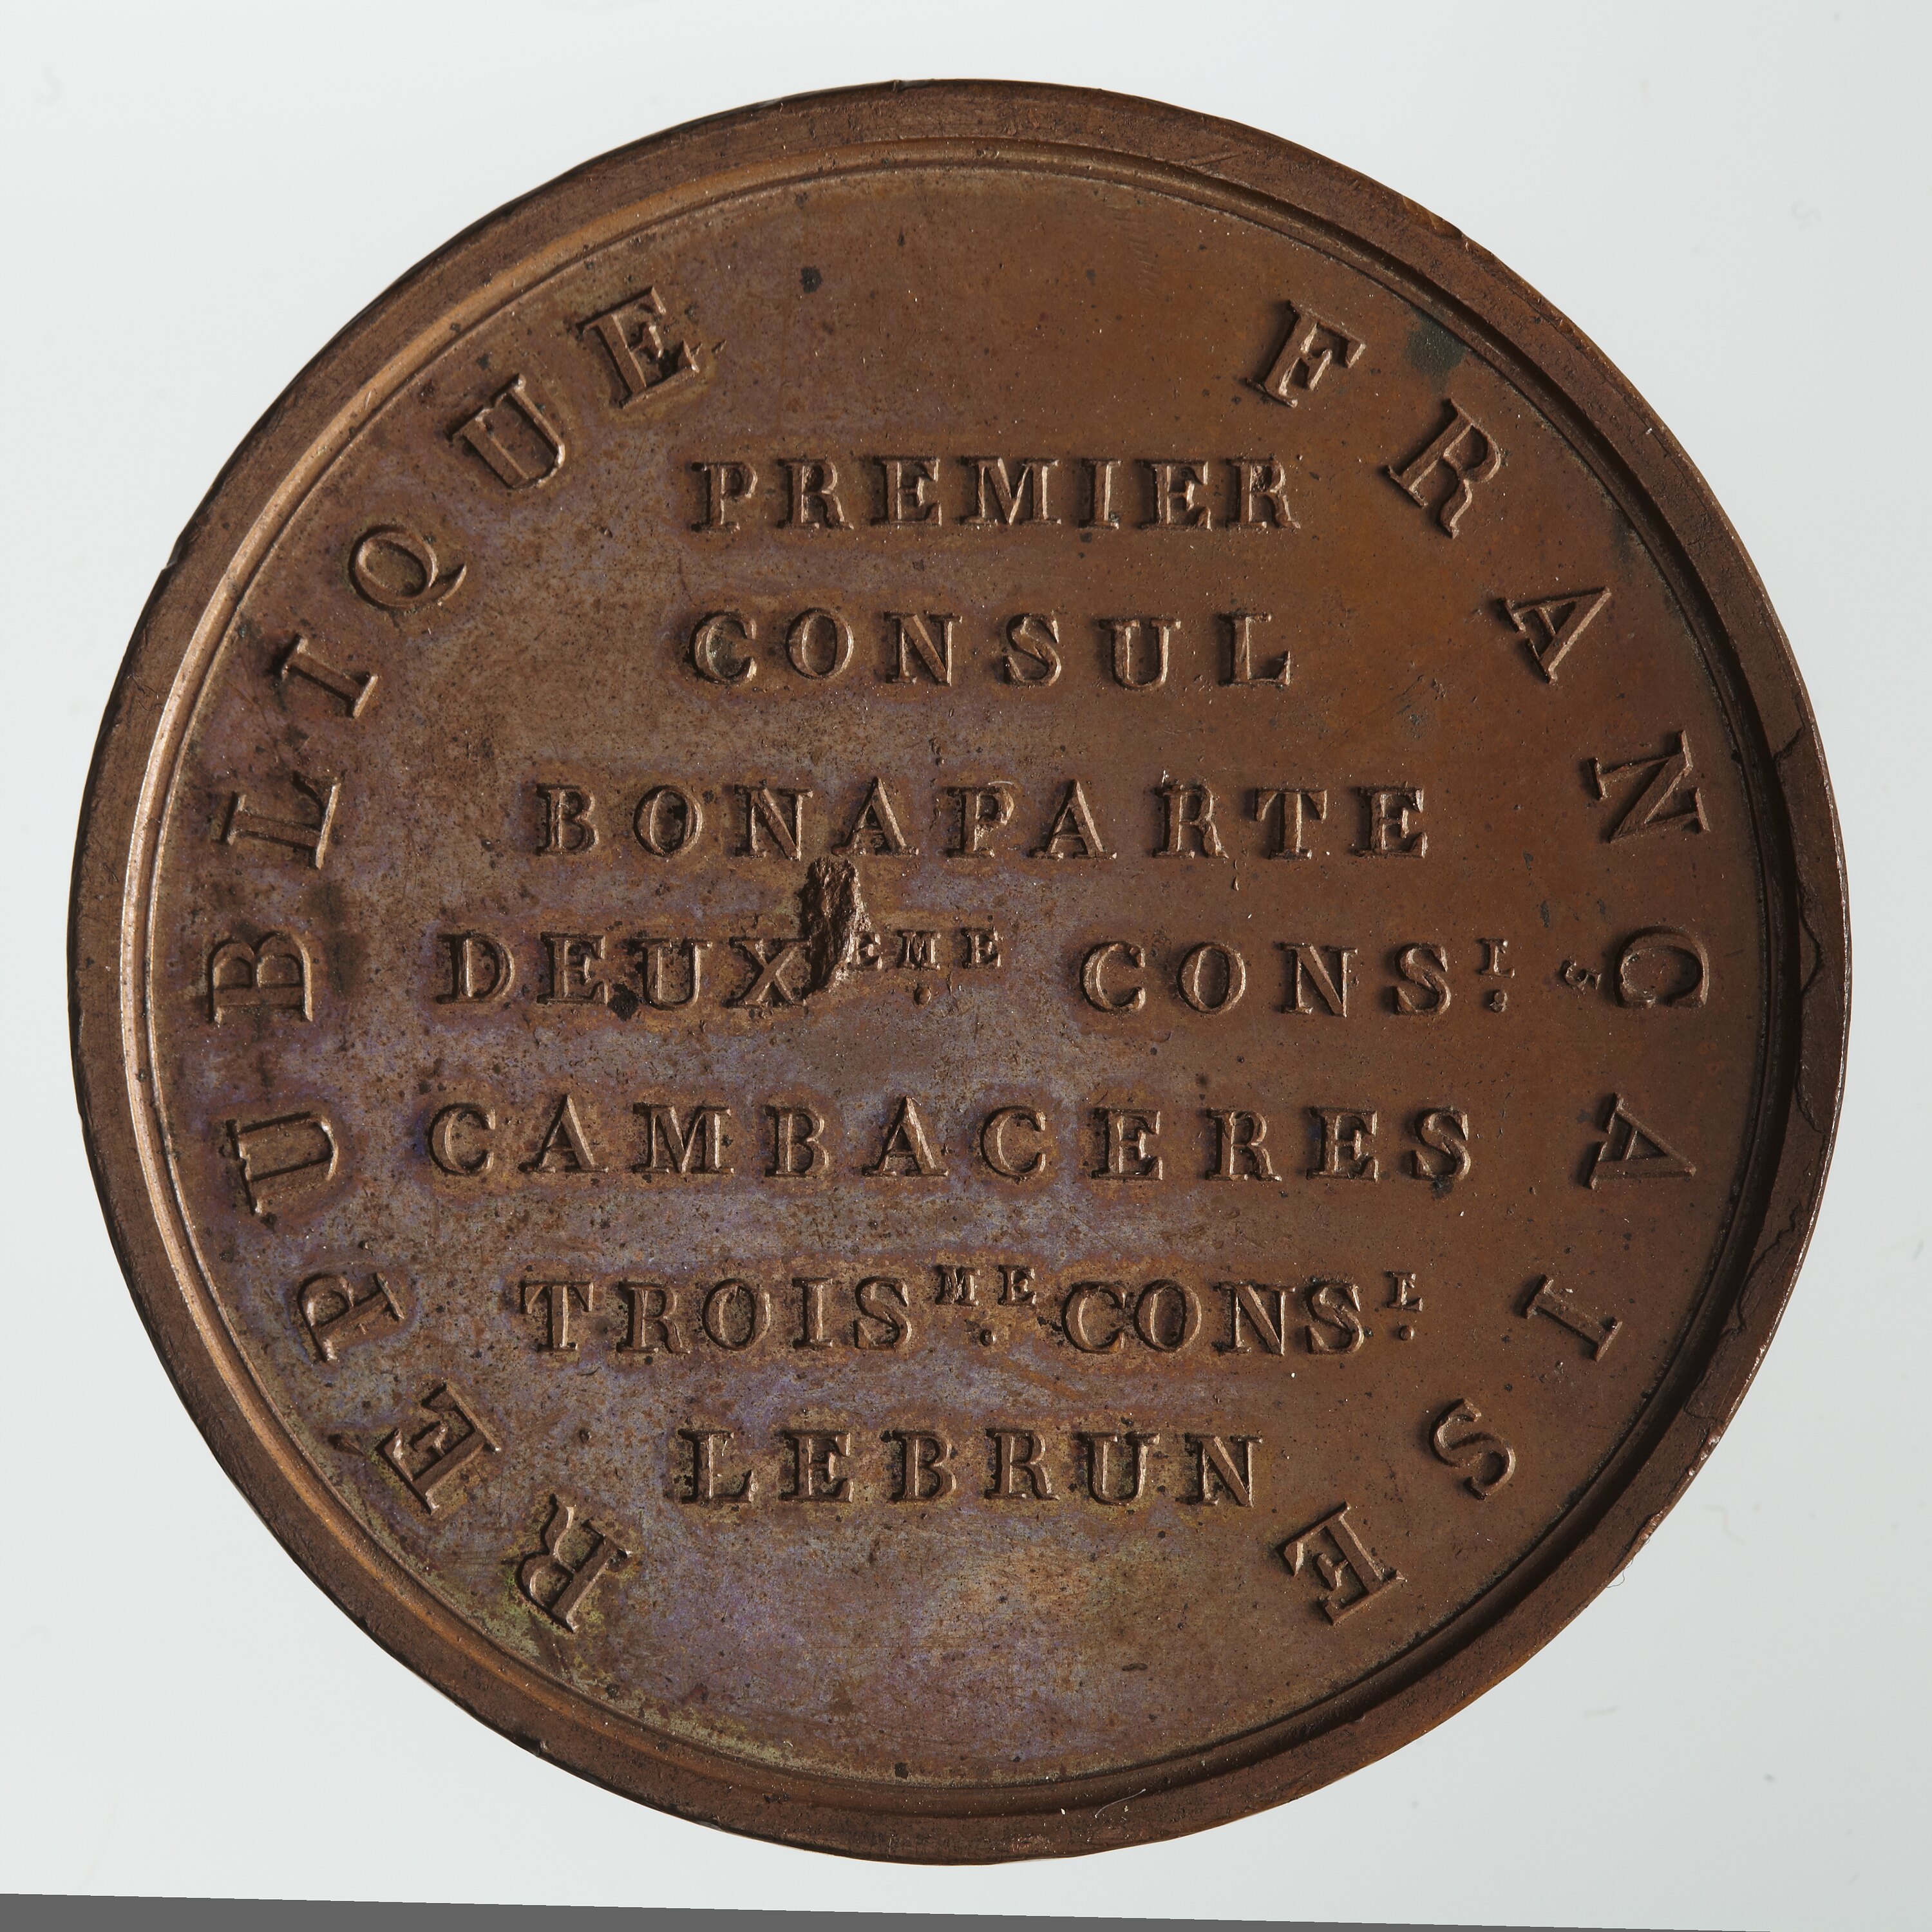 REPUBLIQUE FRANÇAISE
PREMIER
CONSUL
BONAPARTE
DEUXEME. CONSL.
CAMBACERES
TROISME. CONSL.
LEBRUN